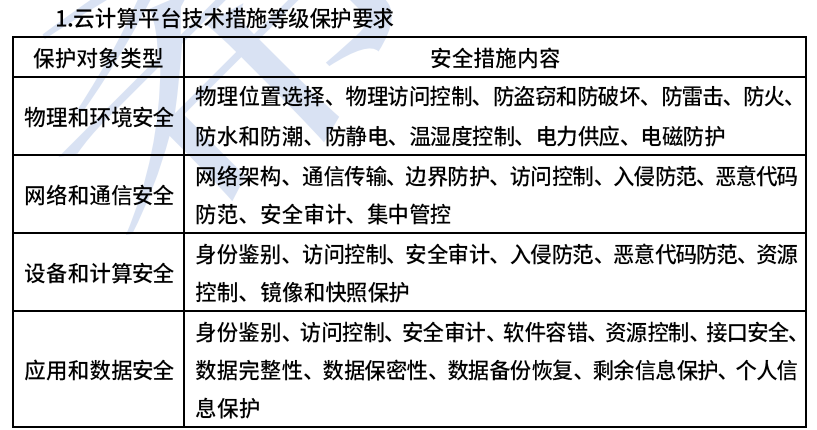 1.云计算平台技术措施等级保护要求
保护对象类型
安全措施内容
物理和环境安全
物理位置选择、物理访问控制、防盗窃和防破坏、防雷击、防火、
防水和防潮、防静电、温湿度控制、电力供应、电磁防护
网络和通信安全
网络架构、通信传输、边界防护、访问控制、入侵防范、恶意代码
防范、安全审计、集中管控
设备和计算安全
身份鉴别、访问控制、安全审计、入侵防范、恶意代码防范、资源
控制、镜像和快照保护
应用和数据安全
身份鉴别、访问控制、安全审计、软件容错、资源控制、接口安全、
数据完整性、数据保密性、数据备份恢复、剩余信息保护、个人信
息保护